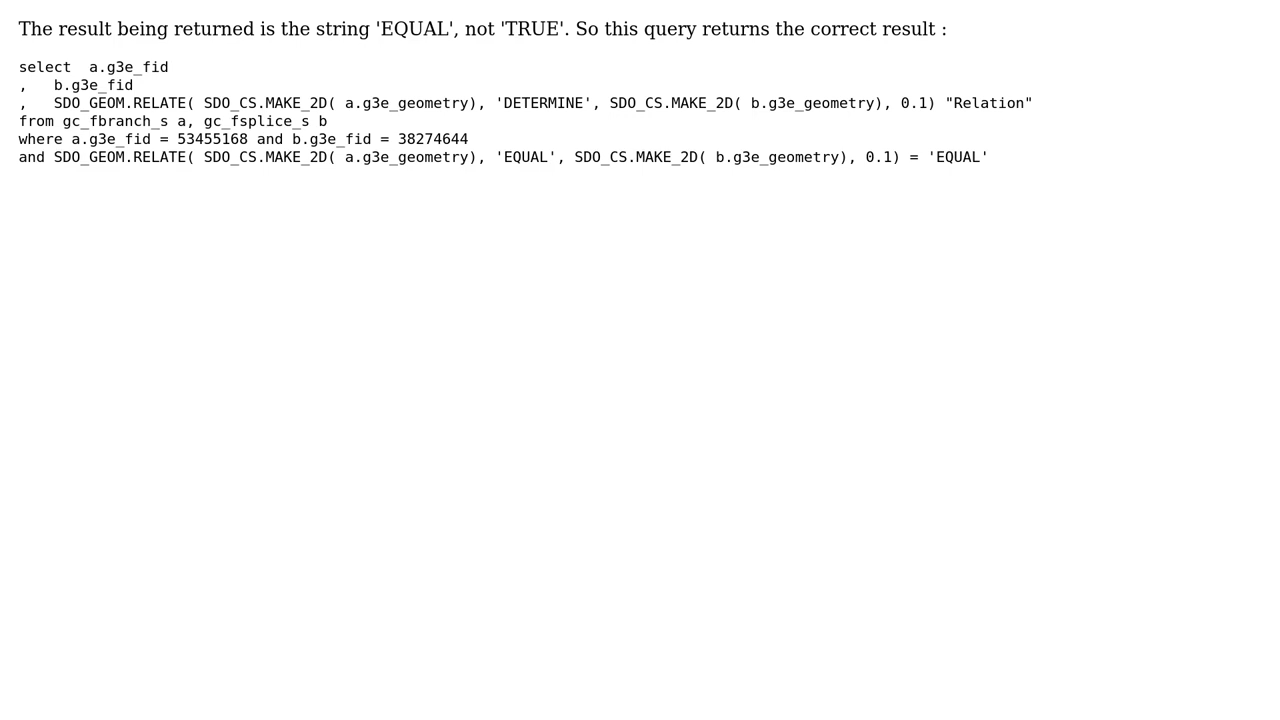 The result being returned is the string 'EQUAL', not 'TRUE'. So this query returns the correct result :
select  a.g3e_fid
,   b.g3e_fid
,   SDO_GEOM.RELATE( SDO_CS.MAKE_2D( a.g3e_geometry), 'DETERMINE', SDO_CS.MAKE_2D( b.g3e_geometry), 0.1) "Relation"
from gc_fbranch_s a, gc_fsplice_s b
where a.g3e_fid = 53455168 and b.g3e_fid = 38274644
and SDO_GEOM.RELATE( SDO_CS.MAKE_2D( a.g3e_geometry), 'EQUAL', SDO_CS.MAKE_2D( b.g3e_geometry), 0.1) = 'EQUAL'